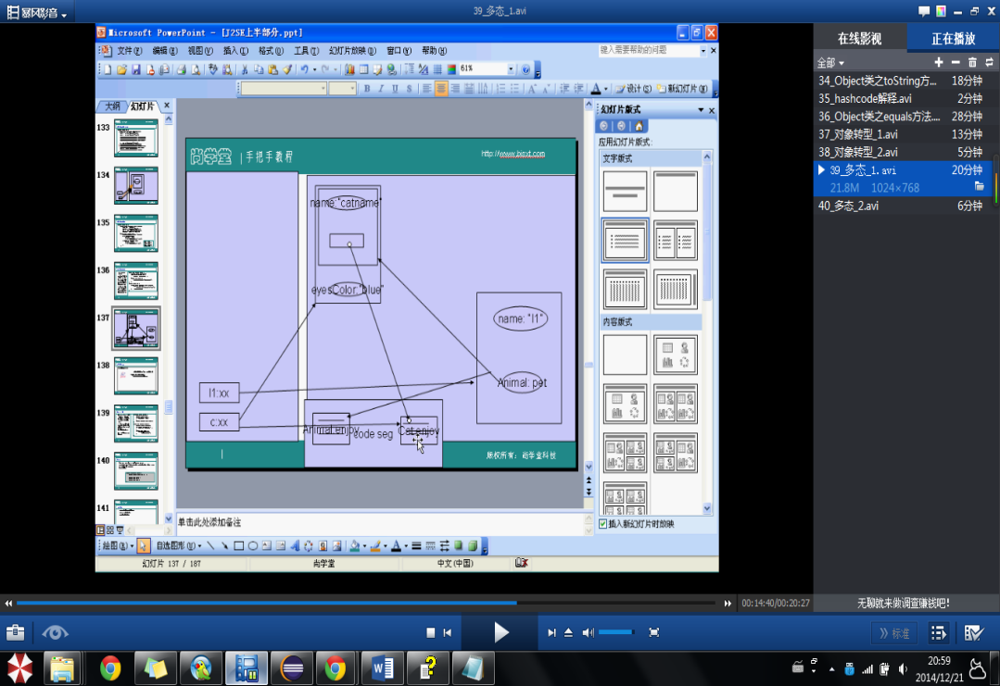 暴风影音
39_多态_1.avi
Microsoft PowerPoint - [J2SE上半部分.ppt]
文件(F) 编辑(E) 视图(V) 插入(I) 格式(O) 工具(T) 幻灯片放映(D) 窗口(W) 帮助(H)
键入需要帮助的问题
61%
B I U S
A
设计(S) 新幻灯片(N)
大纲 幻灯片
133
134
135
136
137
138
139
140
141
尚学堂 | 手把手教程
http://www.bjsxt.com
name:"catname"
eyesColor:"blue"
name: "l1"
Animal: pet
l1:xx
c:xx
Animal enjoy
code seg
Cat enjoy
版权所有：尚学堂科技
单击此处添加备注
幻灯片版式
应用幻灯片版式:
文字版式
内容版式
插入新幻灯片时放映
绘图(R) 自选图形(U)
幻灯片 137 / 187
尚学堂
中文(中国)
在线影视
正在播放
全部
34_Object类之toString方... 18分钟
35_hashcode解释.avi 2分钟
36_Object类之equals方法.... 28分钟
37_对象转型_1.avi 13分钟
38_对象转型_2.avi 5分钟
39_多态_1.avi 20分钟
21.8M 1024×768
40_多态_2.avi 6分钟
00:14:40/00:20:27
无聊就来做调查赚钱吧!
标准
20:59
2014/12/21